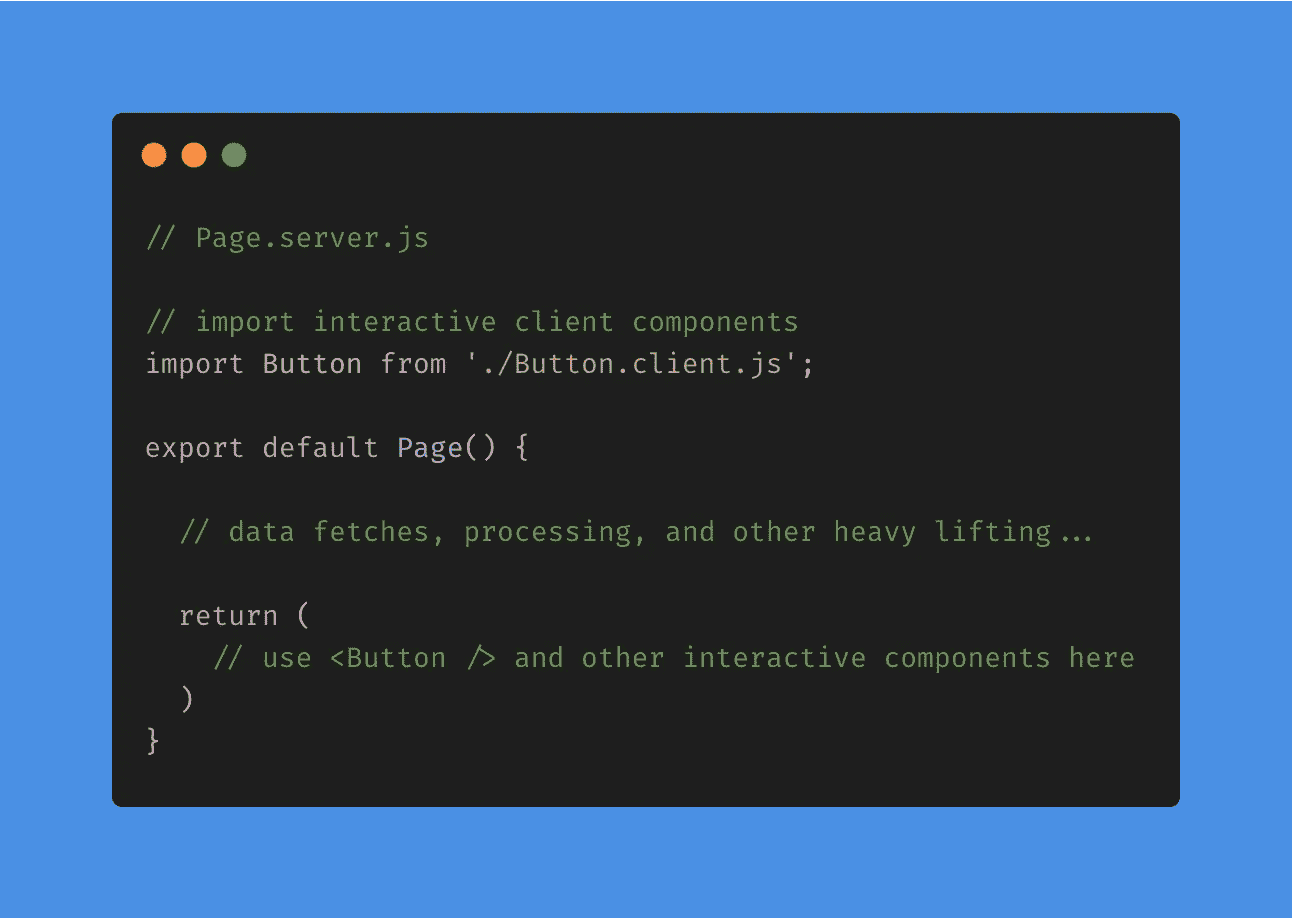 // Page.server.js
// import interactive client components
import Button from './Button.client.js';
export default Page() {
// data fetches, processing, and other heavy lifting...
return (
// use <Button /> and other interactive components here
)
}